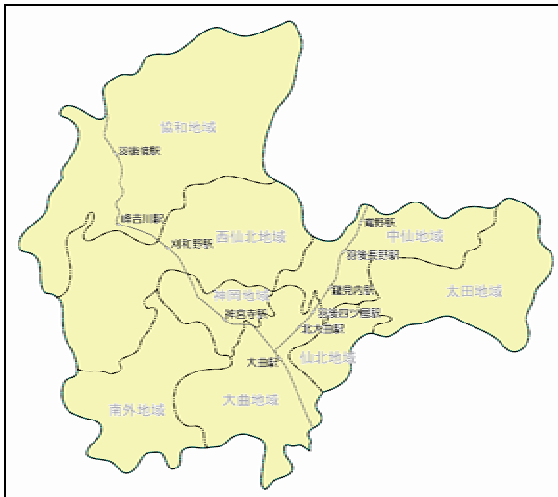 協和地域
羽後境駅
峰吉川駅
刈和野駅
西仙北地域
鶯野駅
中仙地域
羽後長野駅
鑓見内駅
太田地域
神岡地域
神宮寺駅
羽後四ツ屋駅
北大曲駅
大曲駅
仙北地域
南外地域
大曲地域